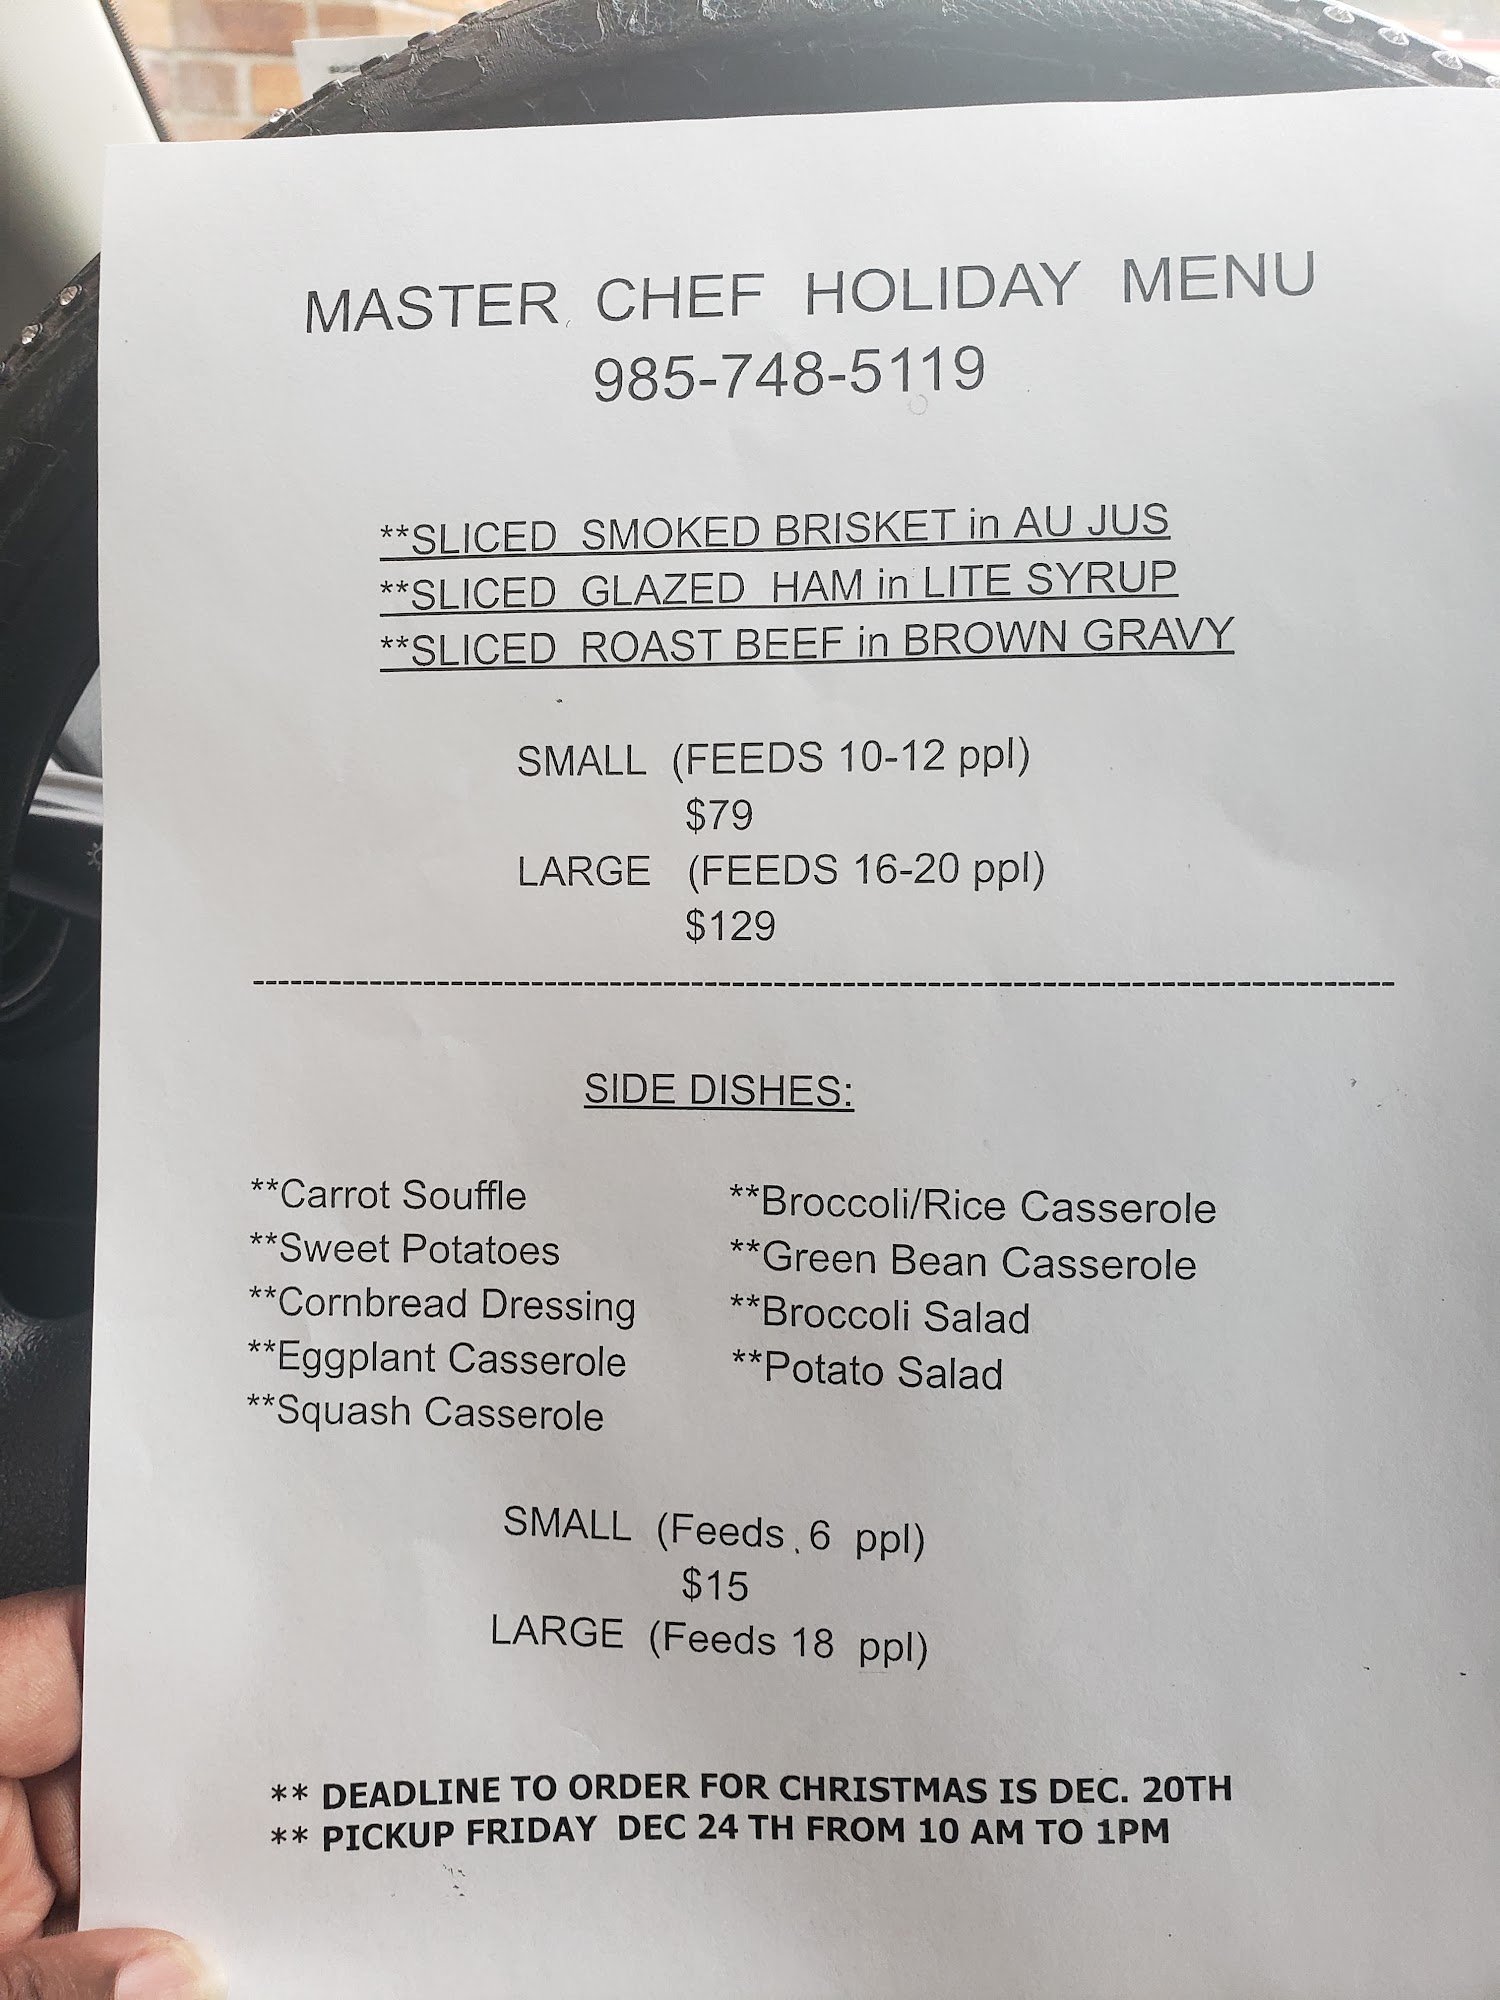 MASTER CHEF HOLIDAY MENU
985-748-5119
**SLICED SMOKED BRISKET in AU JUS
**SLICED GLAZED HAM in LITE SYRUP
**SLICED ROAST BEEF in BROWN GRAVY
SMALL (FEEDS 10-12 ppl)
$79
LARGE (FEEDS 16-20 ppl)
$129
SIDE DISHES:
**Carrot Souffle
**Sweet Potatoes
**Cornbread Dressing
**Eggplant Casserole
**Squash Casserole
**Broccoli/Rice Casserole
**Green Bean Casserole
**Broccoli Salad
**Potato Salad
SMALL (Feeds 6 ppl)
$15
LARGE (Feeds 18 ppl)
** DEADLINE TO ORDER FOR CHRISTMAS IS DEC. 20TH
** PICKUP FRIDAY DEC 24 TH FROM 10 AM TO 1PM